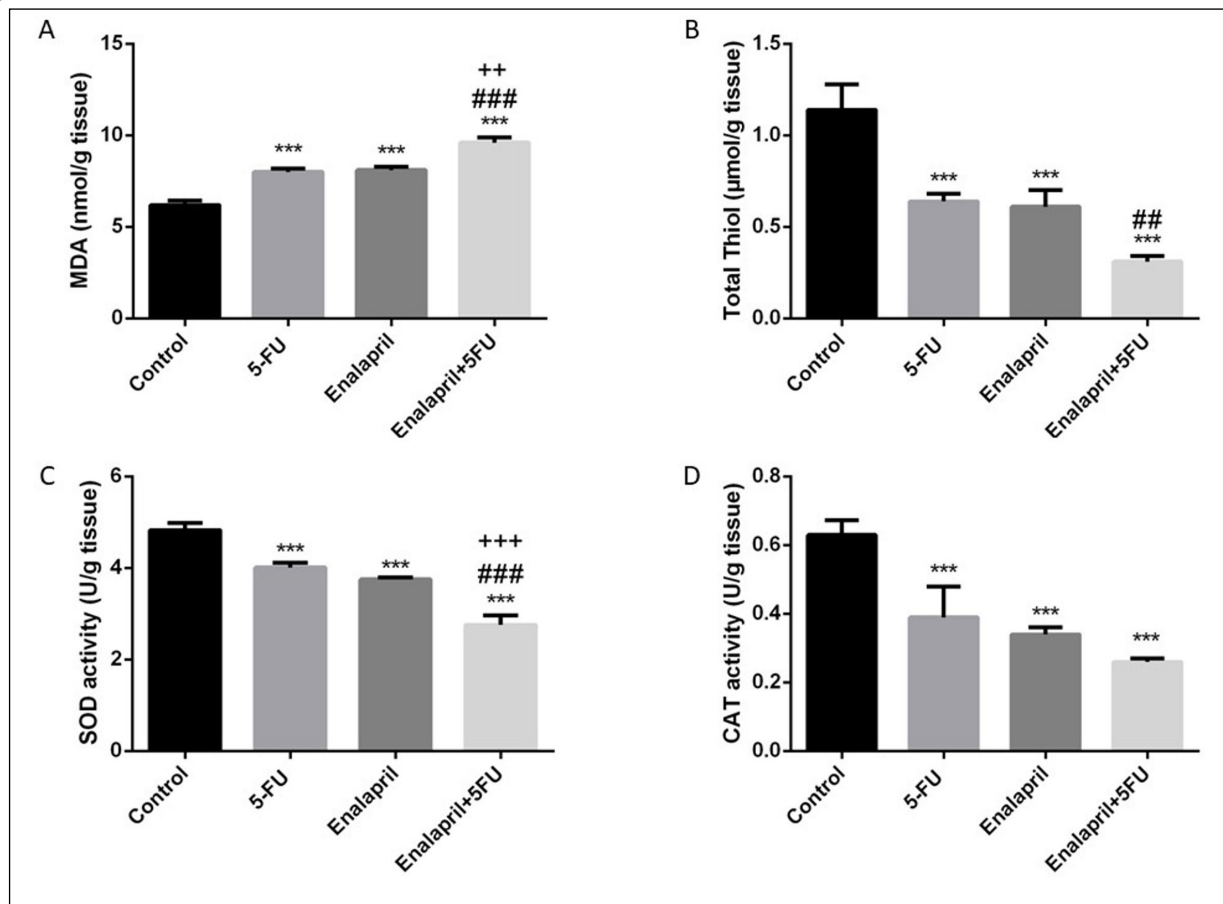 A
MDA (nmol/g tissue)
15
10
5
0
***
***
++
###
***
Control
5-FU
Enalapril
Enalapril+5FU
B
Total Thiol (µmol/g tissue)
1.5
1.0
0.5
0.0
***
***
##
***
Control
5-FU
Enalapril
Enalapril+5FU
C
SOD activity (U/g tissue)
6
4
2
0
***
***
+++
###
***
Control
5-FU
Enalapril
Enalapril+5FU
D
CAT activity (U/g tissue)
0.8
0.6
0.4
0.2
0.0
***
***
***
Control
5-FU
Enalapril
Enalapril+5FU